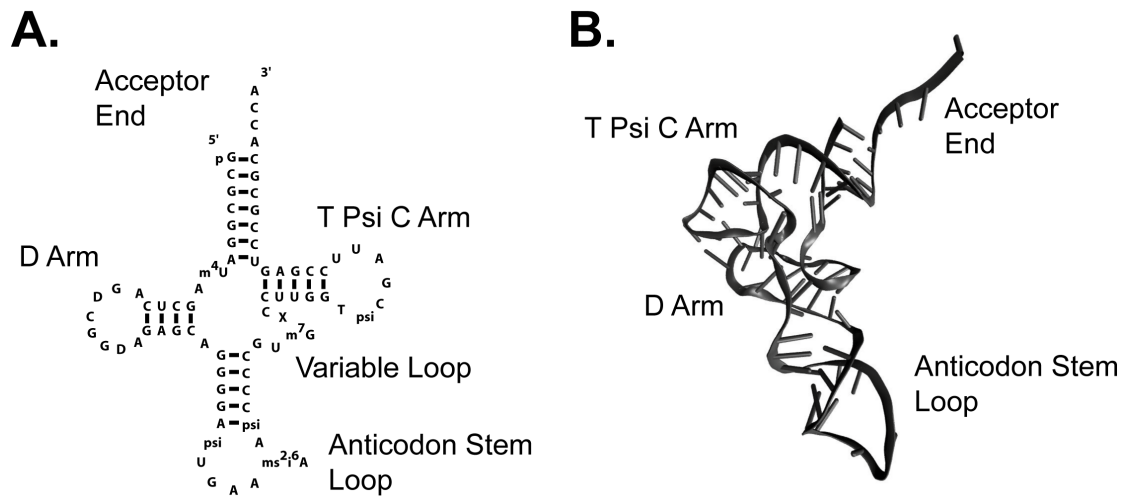 A.
Acceptor
End
3'
A
C
C
A
5'
p G C
C G
G C
C G
G C
G C
A U
T Psi C Arm
D Arm
m4U
A
G A G C C U U A
G
C
psi
C U U G G T
C
X
m7G
U
G
D G A C U C G
C
G
G D A G A G C
A
Variable Loop
G C
G C
G C
G C
A psi
psi A
U ms2i6A
G A A
Anticodon Stem
Loop
B.
T Psi C Arm
Acceptor
End
D Arm
Anticodon Stem
Loop